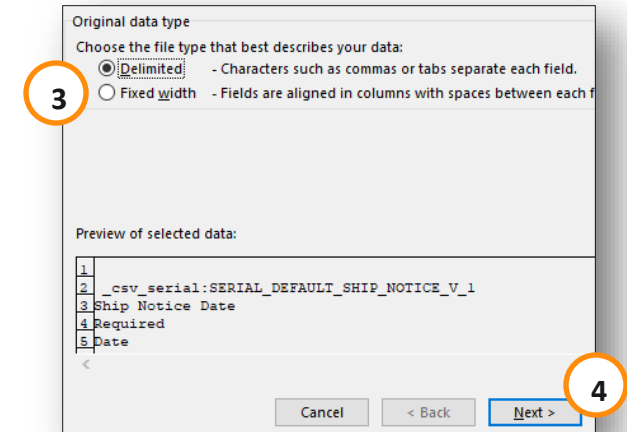 Original data type
Choose the file type that best describes your data:
Delimited - Characters such as commas or tabs separate each field.
3
Fixed width - Fields are aligned in columns with spaces between each f
Preview of selected data:
1
2 _csv_serial:SERIAL_DEFAULT_SHIP_NOTICE_V_1
3 Ship Notice Date
4 Required
5 Date
<
4
Cancel < Back Next >